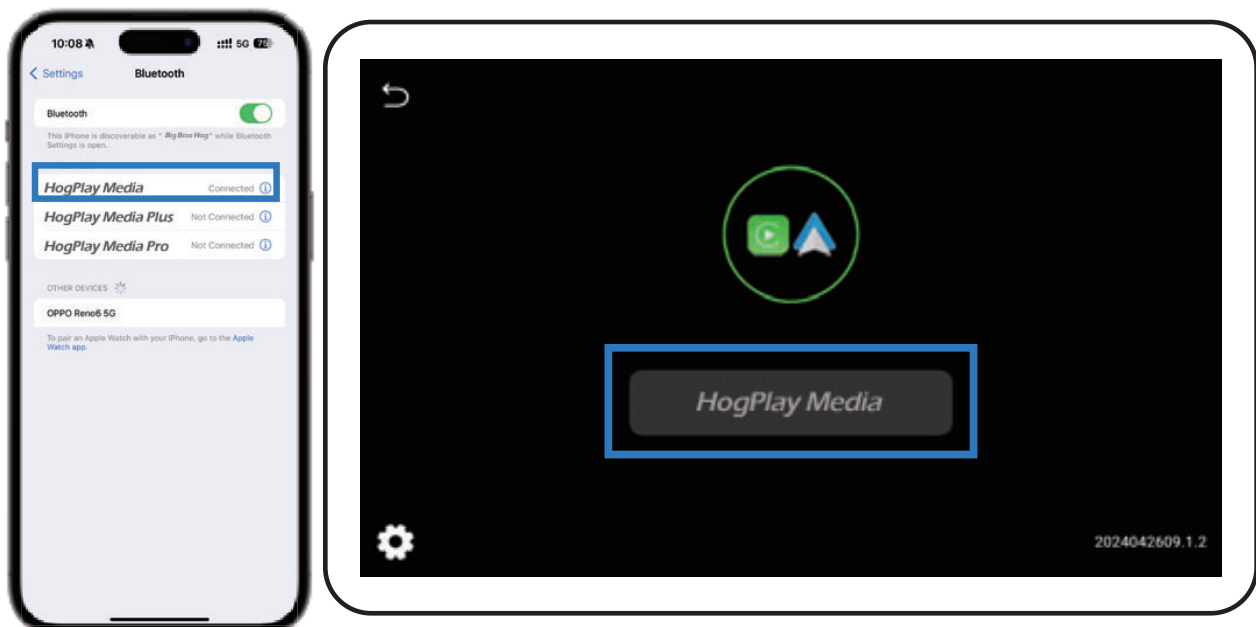 10:08
5G 76
Settings
Bluetooth
Bluetooth
This iPhone is discoverable as " Big Boss Hog" while Bluetooth
Settings is open.
HogPlay Media Connected
HogPlay Media Plus Not Connected
HogPlay Media Pro Not Connected
OTHER DEVICES
OPPO Reno6 5G
To pair an Apple Watch with your iPhone, go to the Apple
Watch app.
HogPlay Media
2024042609.1.2